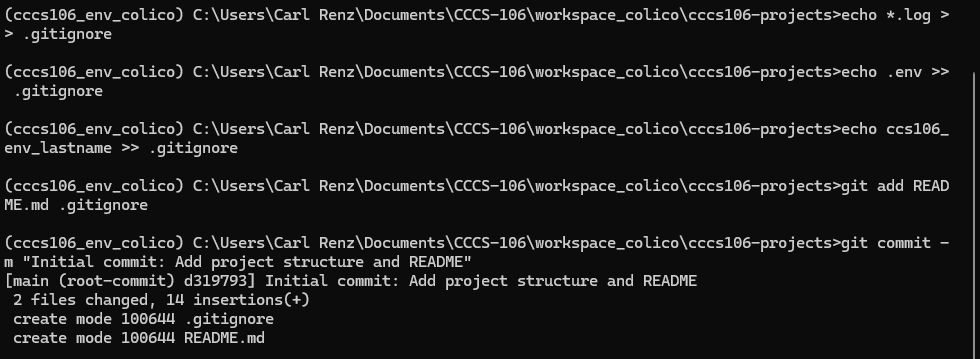 (cccs106_env_colico) C:\Users\Carl Renz\Documents\CCCS-106\workspace_colico\cccs106-projects>echo *.log >
> .gitignore
(cccs106_env_colico) C:\Users\Carl Renz\Documents\CCCS-106\workspace_colico\cccs106-projects>echo .env >>
 .gitignore
(cccs106_env_colico) C:\Users\Carl Renz\Documents\CCCS-106\workspace_colico\cccs106-projects>echo ccs106_
env_lastname >> .gitignore
(cccs106_env_colico) C:\Users\Carl Renz\Documents\CCCS-106\workspace_colico\cccs106-projects>git add READ
ME.md .gitignore
(cccs106_env_colico) C:\Users\Carl Renz\Documents\CCCS-106\workspace_colico\cccs106-projects>git commit -
m "Initial commit: Add project structure and README"
[main (root-commit) d319793] Initial commit: Add project structure and README
 2 files changed, 14 insertions(+)
 create mode 100644 .gitignore
 create mode 100644 README.md